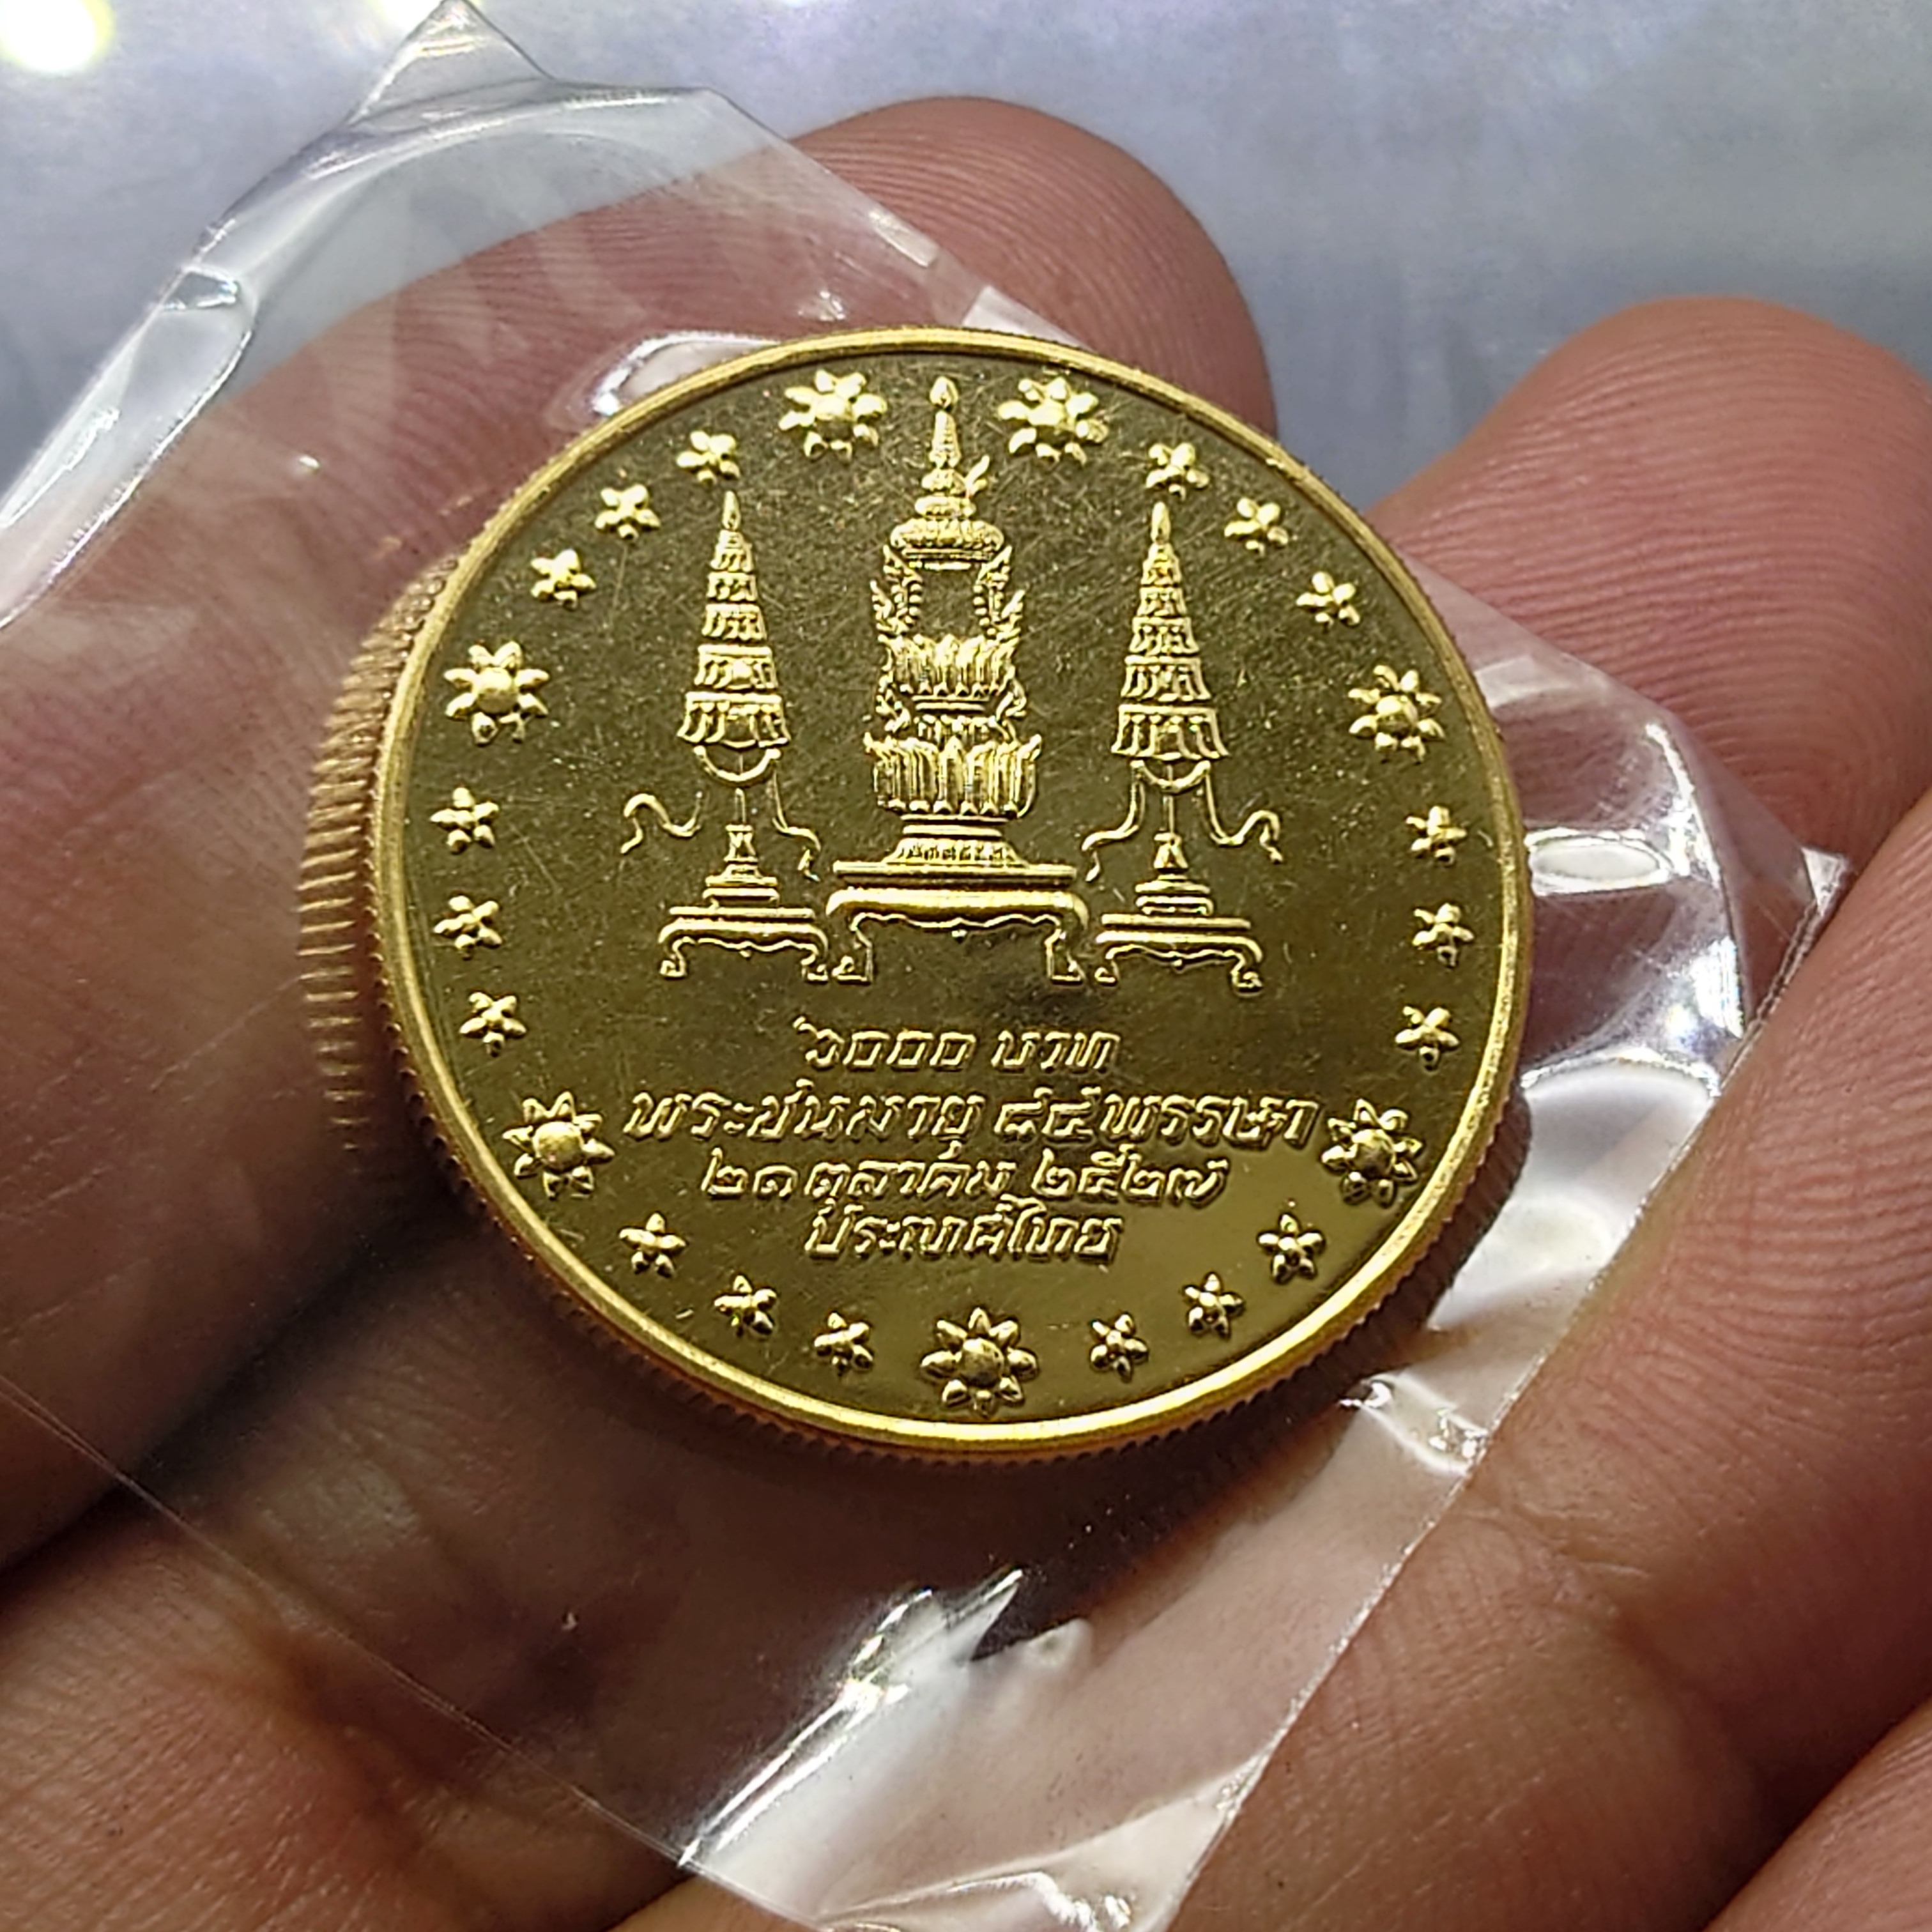 ๖๐๐๐ บาท
พระชนมายุ ๘๔ พรรษา
๒๑ ตุลาคม ๒๕๒๗
ประเทศไทย